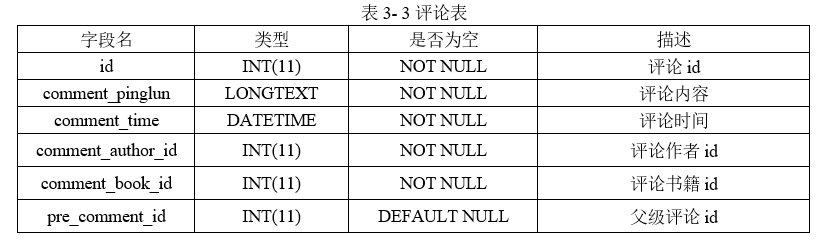 表 3- 3 评论表
字段名 类型 是否为空 描述
id INT(11) NOT NULL 评论 id
comment_pinglun LONGTEXT NOT NULL 评论内容
comment_time DATETIME NOT NULL 评论时间
comment_author_id INT(11) NOT NULL 评论作者 id
comment_book_id INT(11) NOT NULL 评论书籍 id
pre_comment_id INT(11) DEFAULT NULL 父级评论 id